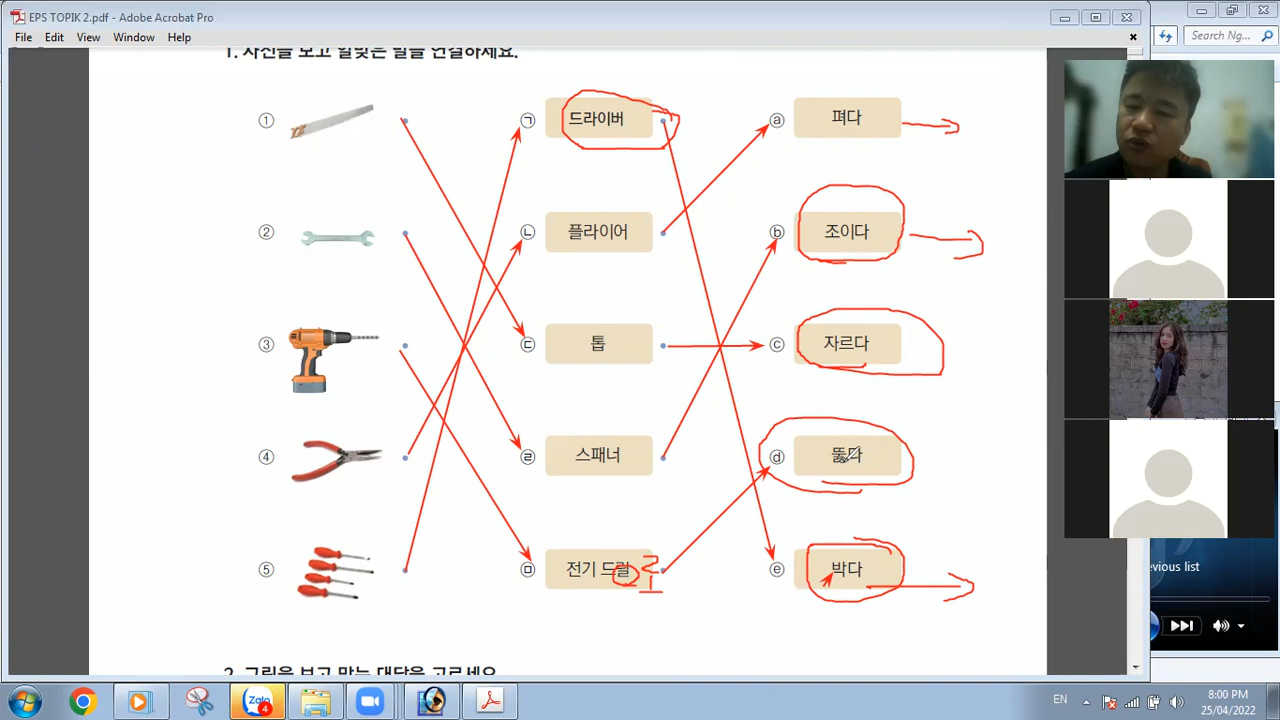 EPS TOPIK 2.pdf - Adobe Acrobat Pro
File Edit View Window Help
Search Ng...
1. 사진을 보고 알맞은 말을 연결하세요.
① ㉠ 드라이버 ⓐ 펴다
② ㉡ 플라이어 ⓑ 조이다
③ ㉢ 톱 ⓒ 자르다
④ ㉣ 스패너 ⓓ 뚫다
⑤ ㉤ 전기 드릴 ⓔ 박다
evious list
2. 그림을 보고 맞는 대답을 고르세요
Zalo
4
EN
8:00 PM
25/04/2022